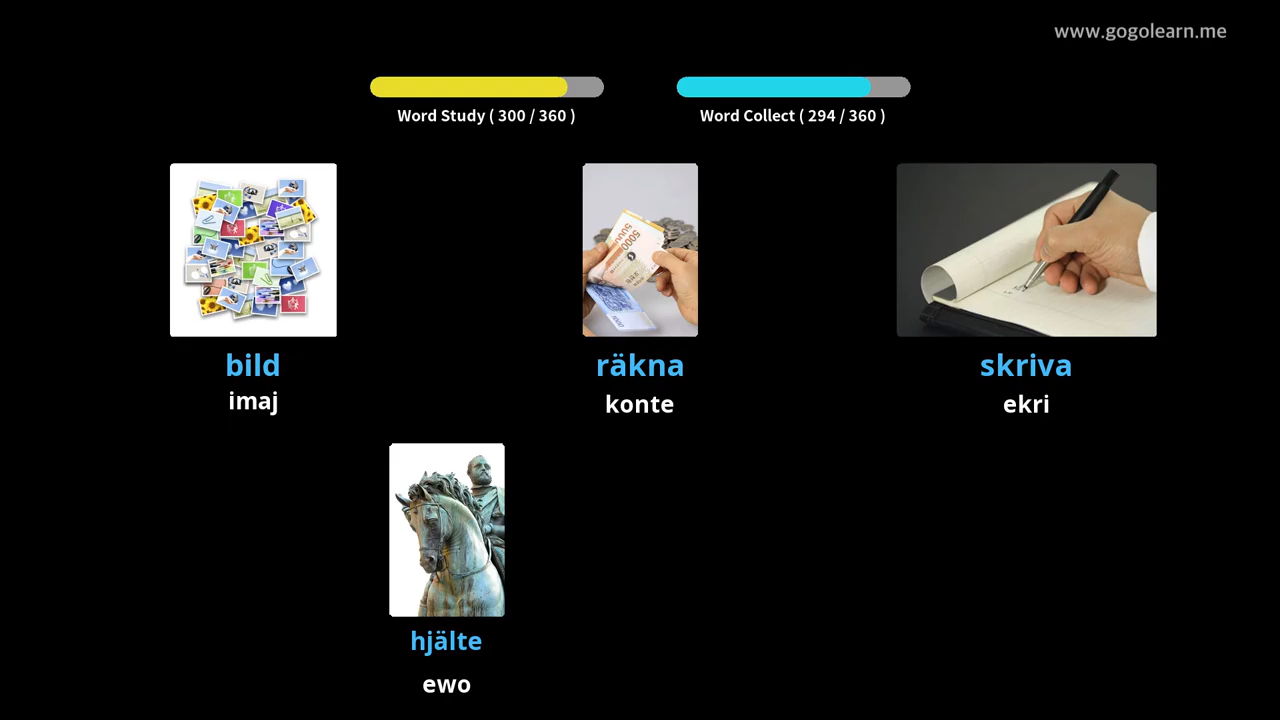 www.gogolearn.me
Word Study ( 300 / 360 )
Word Collect ( 294 / 360 )
bild
imaj
räkna
konte
skriva
ekri
hjälte
ewo